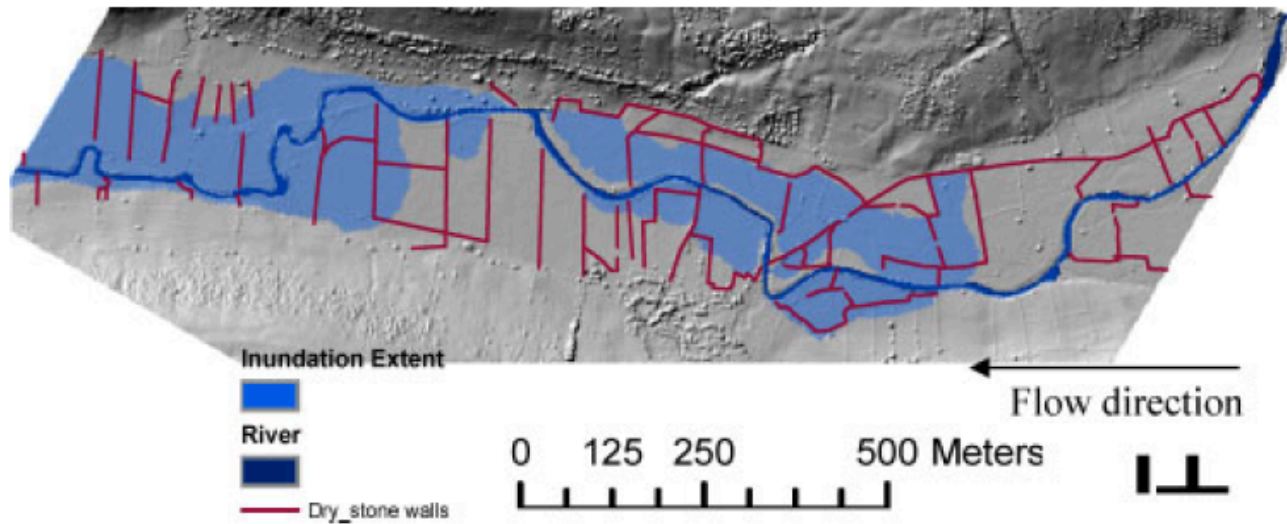 Inundation Extent
River
Dry_stone walls
Flow direction
0 125 250 500 Meters